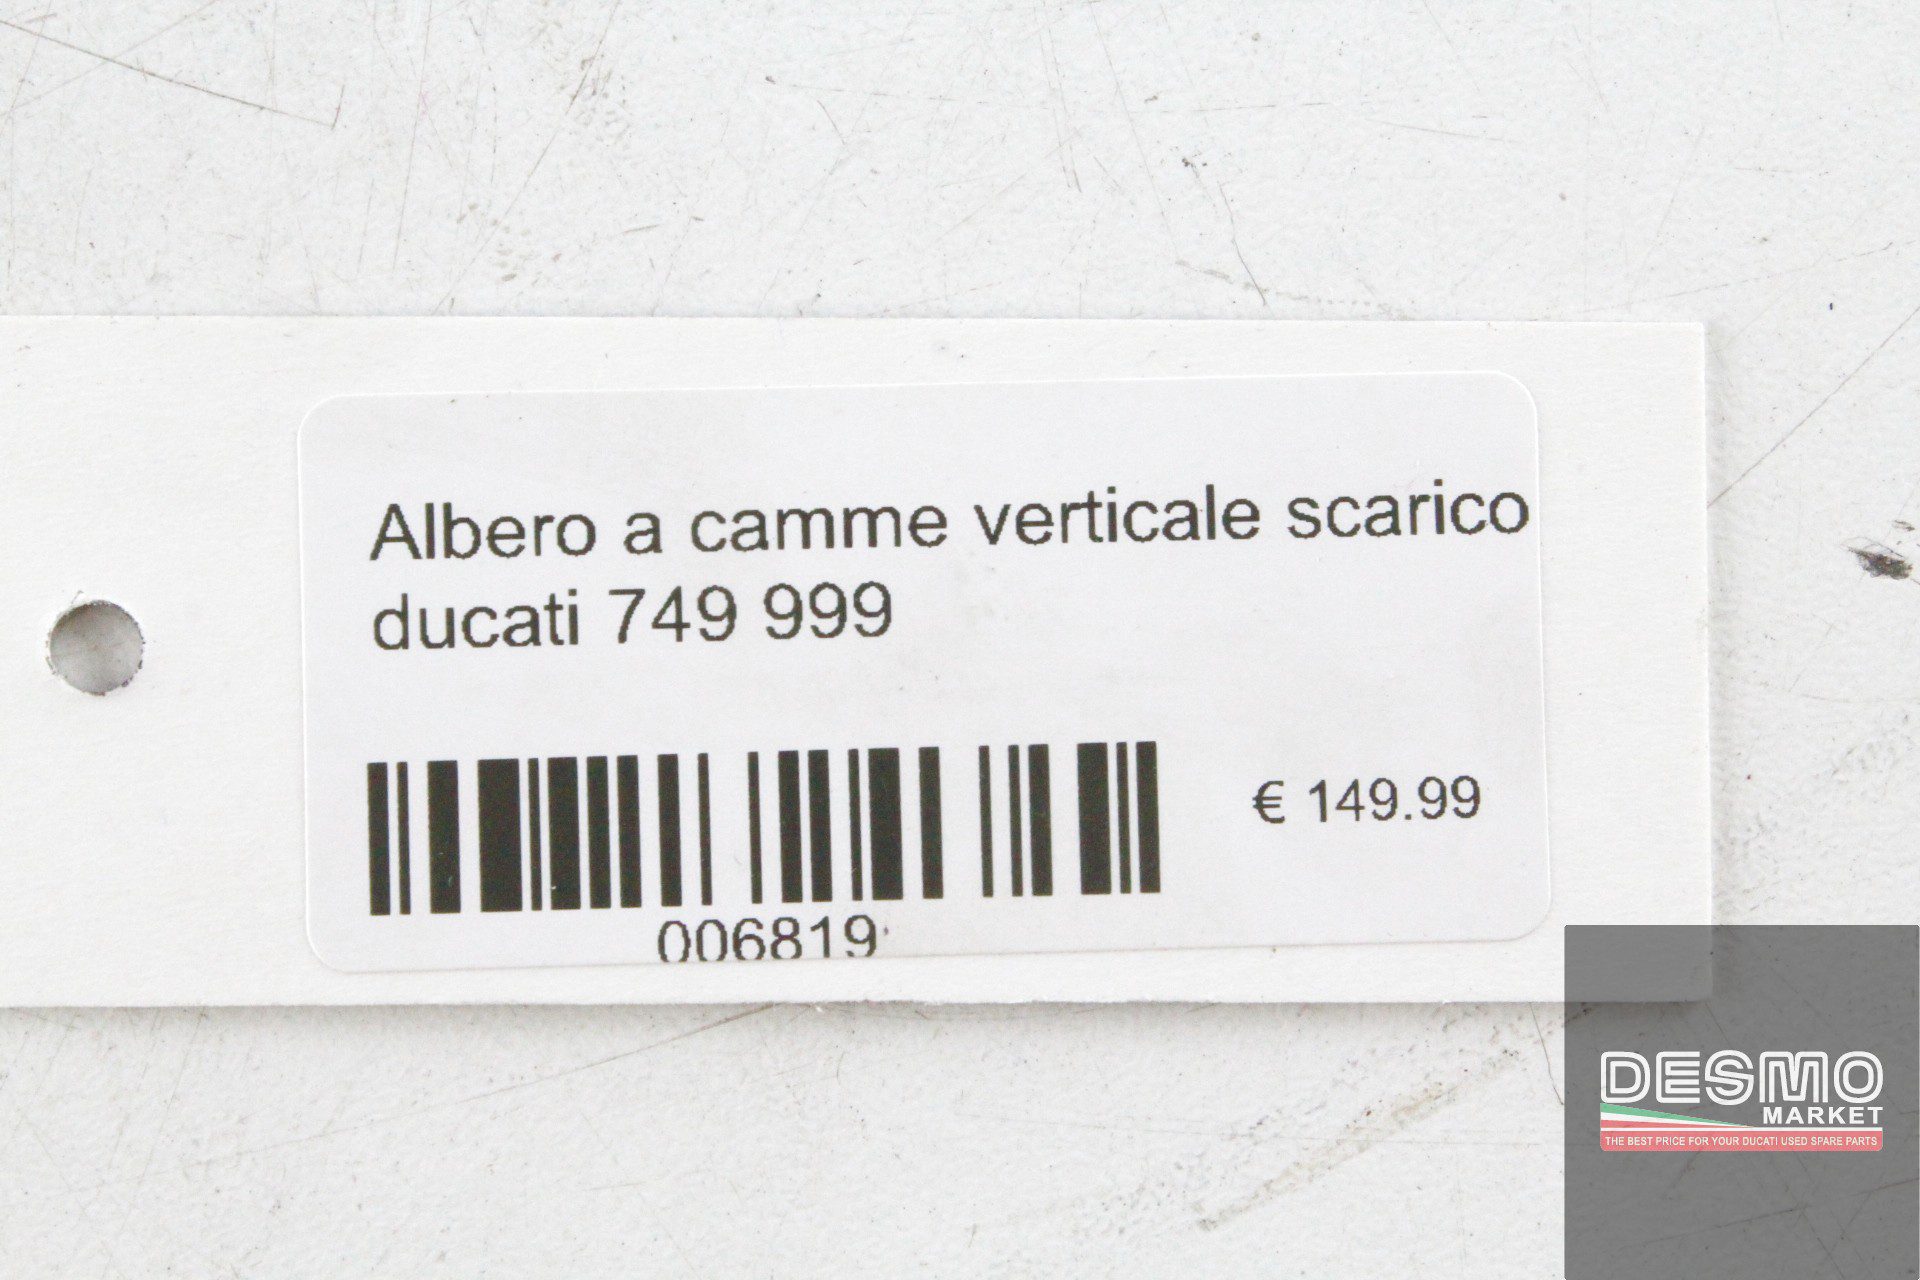 Albero a camme verticale scarico
ducati 749 999
€ 149.99
006819
DESMO
MARKET
THE BEST PRICE FOR YOUR DUCATI USED SPARE PARTS